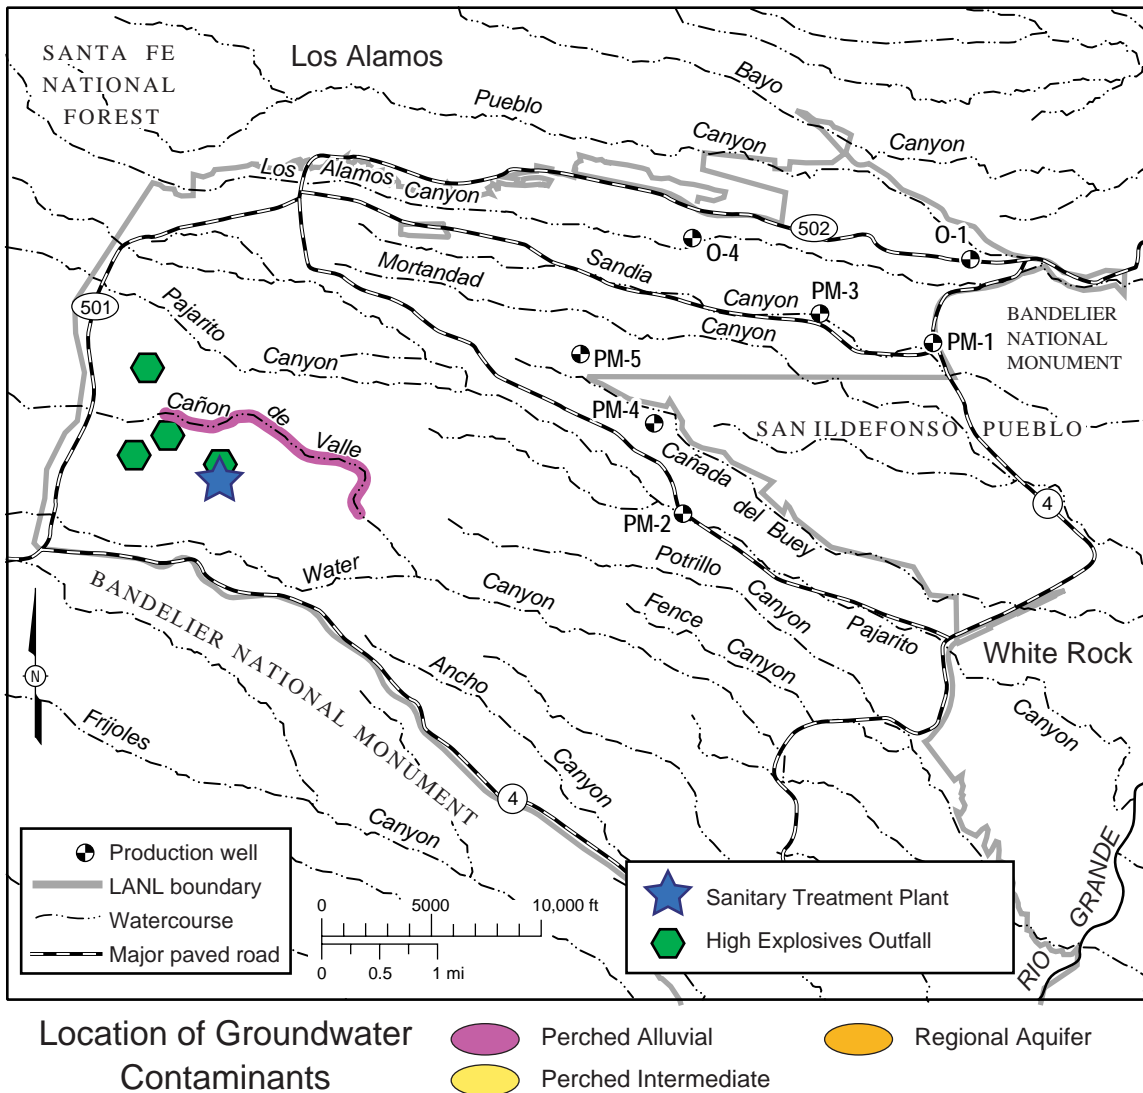 SANTA FE
NATIONAL
FOREST
Los Alamos
Bayo
Pueblo
Canyon
Canyon
Los Alamos Canyon
502
O-1
O-4
Sandia
Mortandad
Canyon
PM-3
Canyon
PM-1
BANDELIER
NATIONAL
MONUMENT
501
Pajarito
Canyon
PM-5
Cañon de Valle
PM-4
SAN ILDEFONSO PUEBLO
Cañada del Buey
4
PM-2
Water
Canyon
Potrillo
Canyon
Fence
Canyon
Pajarito
White Rock
Canyon
BANDELIER NATIONAL MONUMENT
Ancho
Canyon
N
Frijoles
Canyon
4
RIO GRANDE
Production well
LANL boundary
Watercourse
Major paved road
0 5000 10,000 ft
0 0.5 1 mi
Sanitary Treatment Plant
High Explosives Outfall
Location of Groundwater
Contaminants
Perched Alluvial
Regional Aquifer
Perched Intermediate